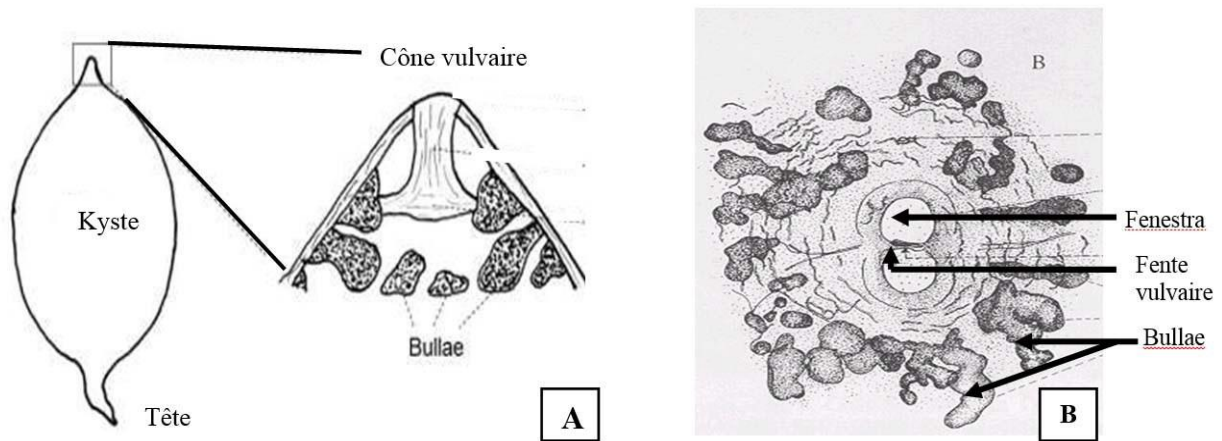 Cône vulvaire
Kyste
Tête
Bullae
A
B
Fenestra
Fente
vulvaire
Bullae
B